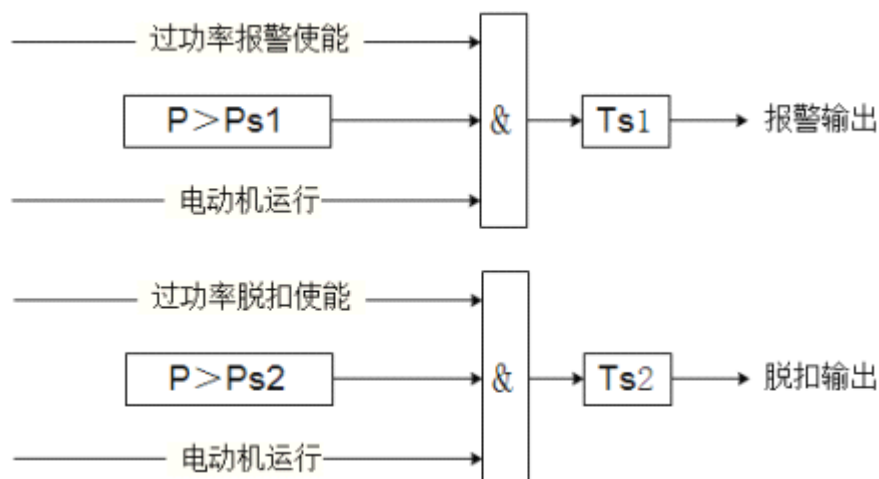 过功率报警使能
P＞Ps1
&
Ts1
报警输出
电动机运行
过功率脱扣使能
P＞Ps2
&
Ts2
脱扣输出
电动机运行